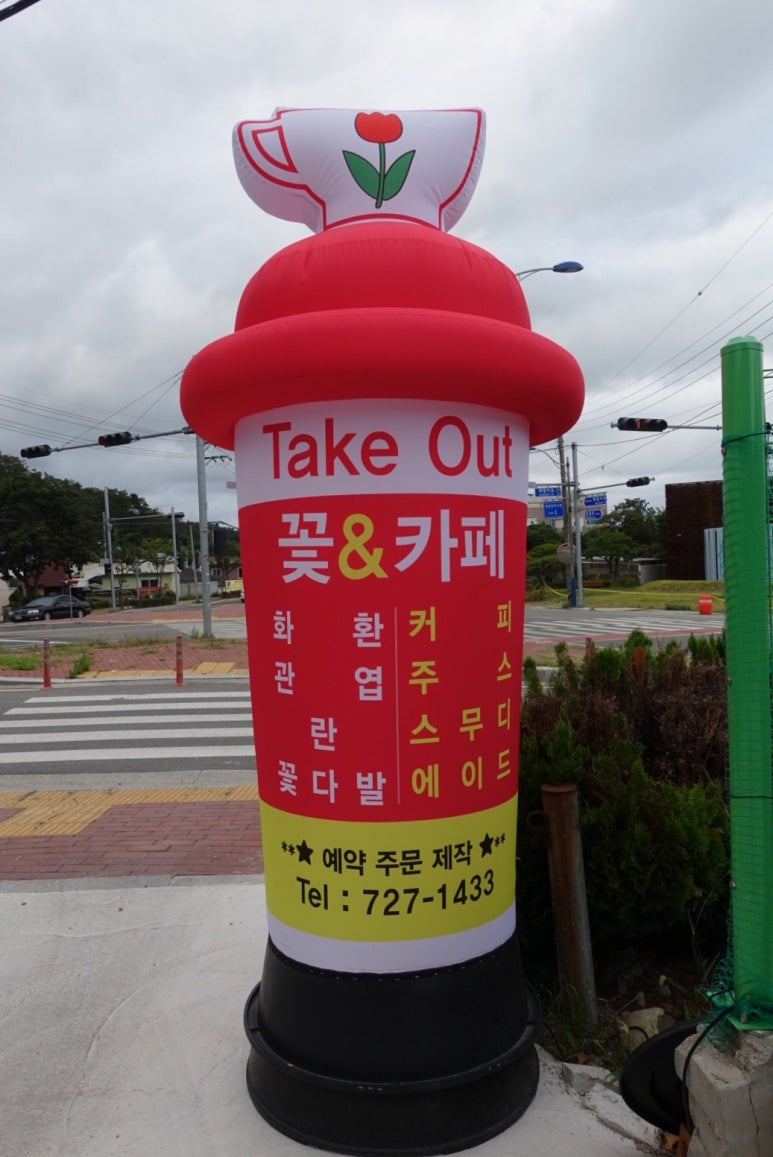 Take Out
꽃&카페
화 환 커 피
관 엽 주 스
란 스무디
꽃다발 에이드
**★ 예약 주문 제작 ★**
Tel : 727-1433